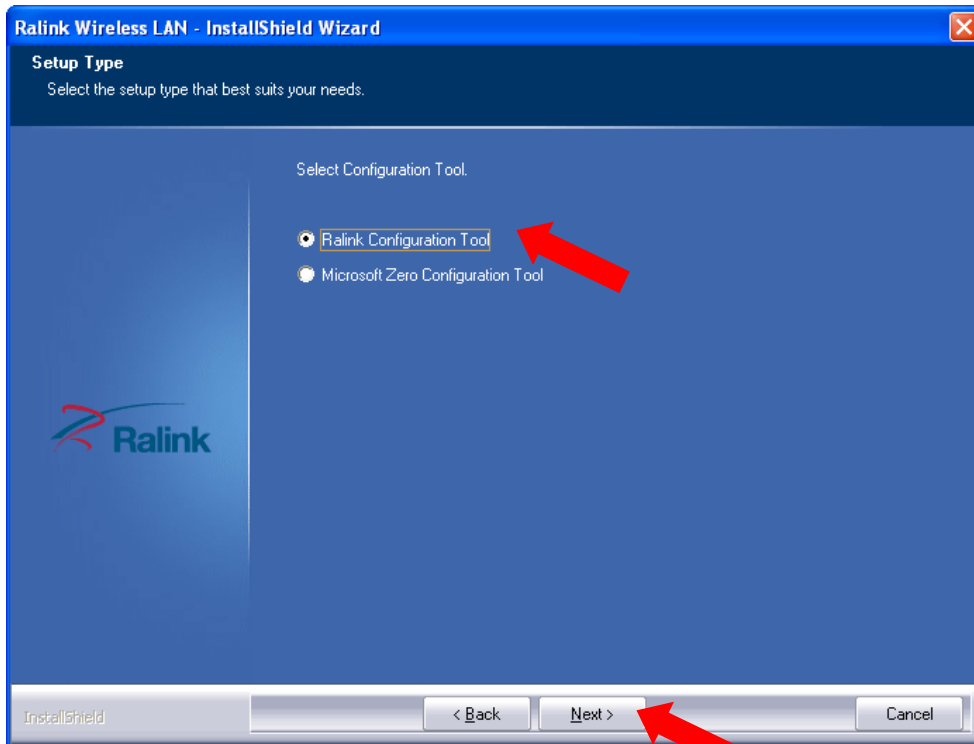 Ralink Wireless LAN - InstallShield Wizard
Setup Type
Select the setup type that best suits your needs.
Select Configuration Tool.
Ralink Configuration Tool
Microsoft Zero Configuration Tool
Ralink
InstallShield
< Back
Next >
Cancel